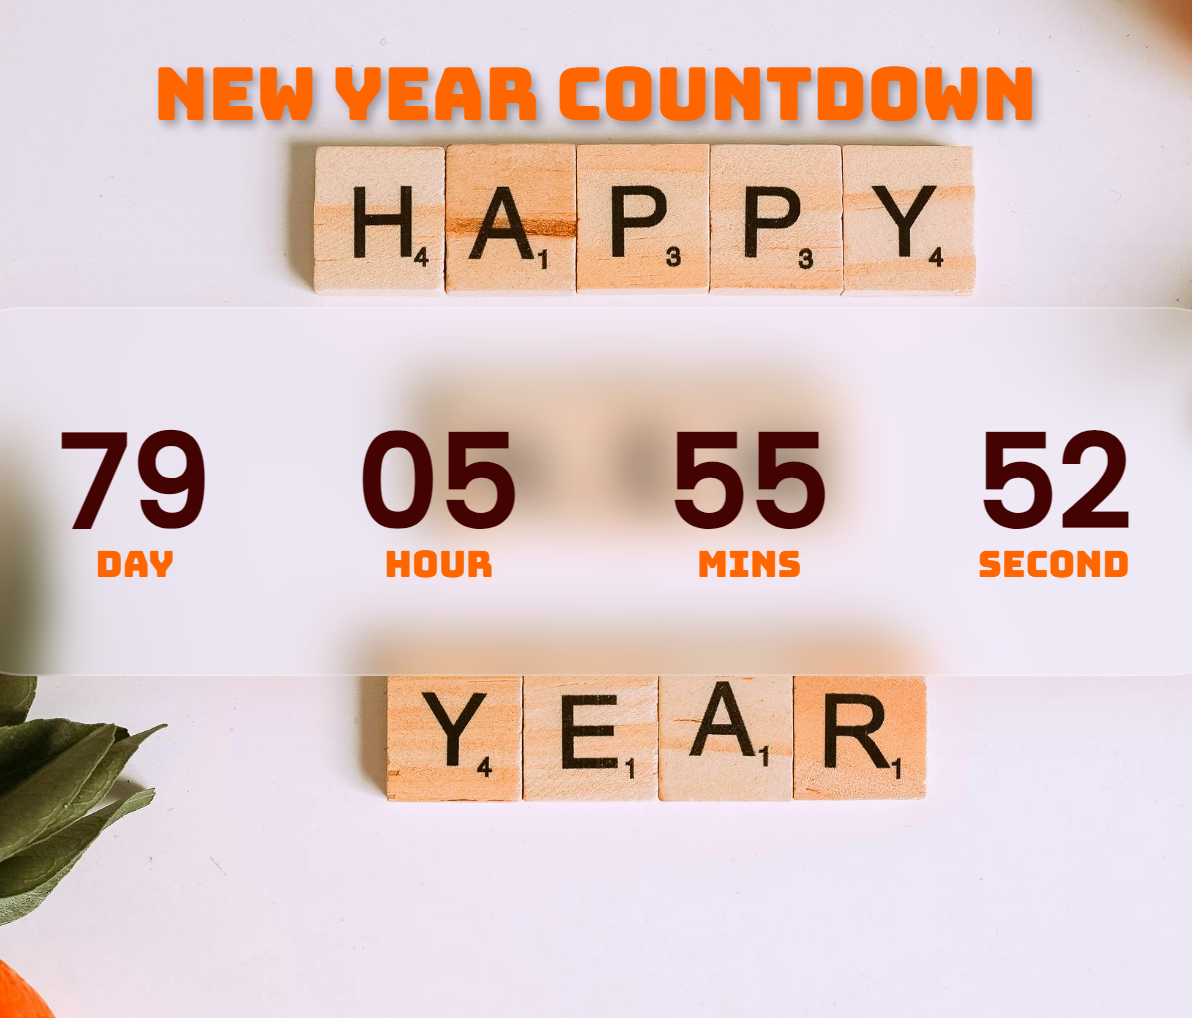 NEW YEAR COUNTDOWN
H4 A1 P3 P3 Y4
79 05 55 52
DAY HOUR MINS SECOND
Y4 E1 A1 R1